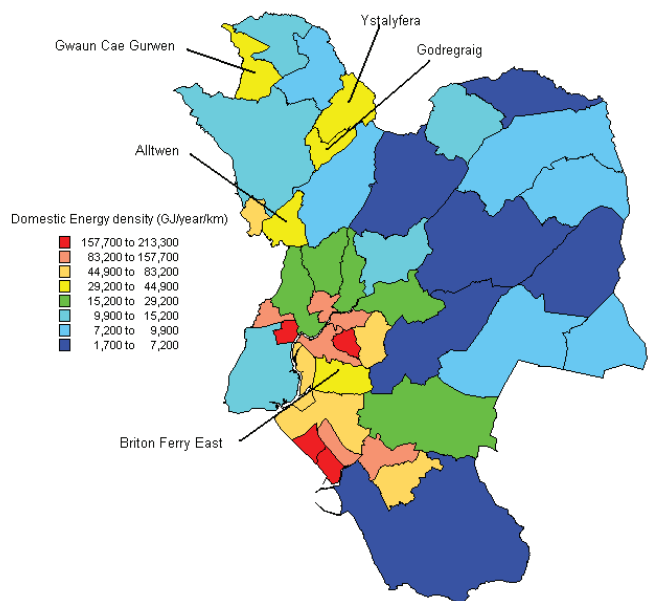 Ystalyfera
Gwaun Cae Gurwen
Godregraig
Alltwen
Domestic Energy density (GJ/year/km)
157,700 to 213,300
83,200 to 157,700
44,900 to 83,200
29,200 to 44,900
15,200 to 29,200
9,900 to 15,200
7,200 to 9,900
1,700 to 7,200
Briton Ferry East